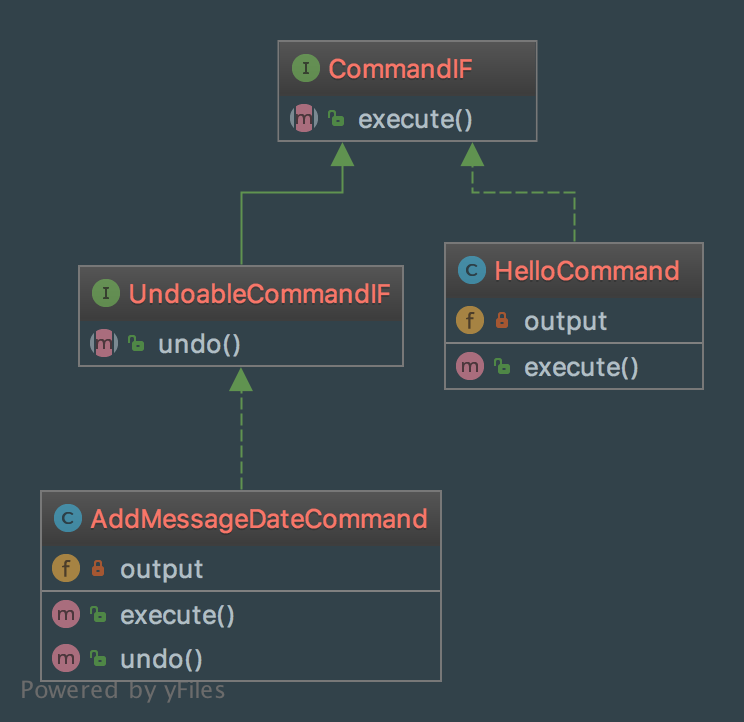 I CommandIF
m execute()
I UndoableCommandIF
m undo()
C HelloCommand
f output
m execute()
C AddMessageDateCommand
f output
m execute()
m undo()
Powered by yFiles